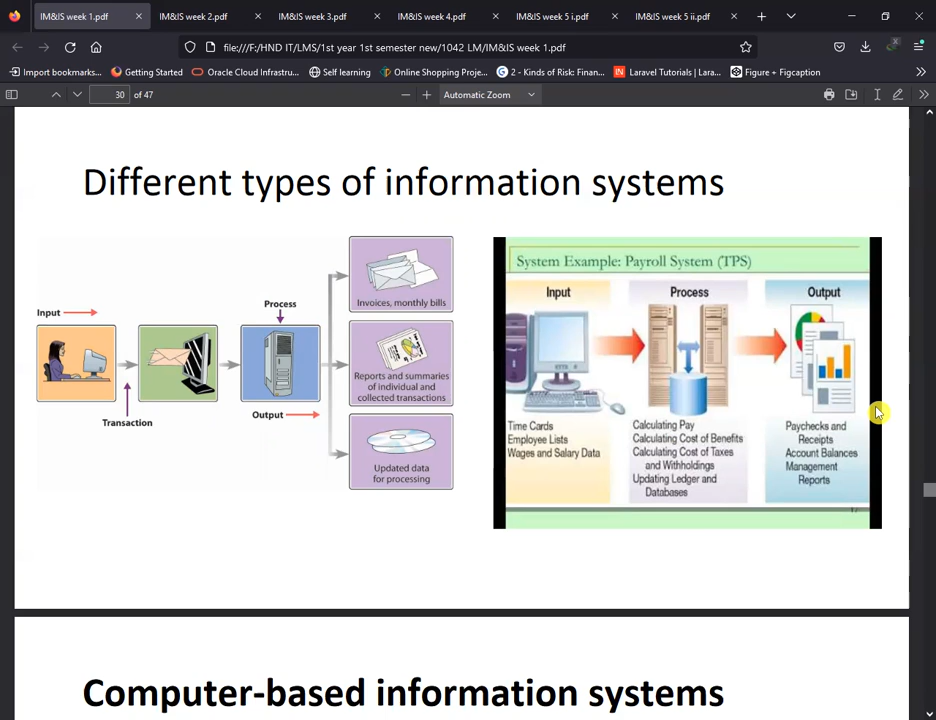 IM&IS week 1.pdf
IM&IS week 2.pdf
IM&IS week 3.pdf
IM&IS week 4.pdf
IM&IS week 5 i.pdf
IM&IS week 5 ii.pdf
file:///F:/HND IT/LMS/1st year 1st semester new/1042 LM/IM&IS week 1.pdf
Import bookmarks...
Getting Started
Oracle Cloud Infrastru...
Self learning
Online Shopping Proje...
2 - Kinds of Risk: Finan...
Laravel Tutorials | Lara...
Figure + Figcaption
30 of 47
Automatic Zoom
Different types of information systems
Input
Transaction
Process
Output
Invoices, monthly bills
Reports and summaries
of individual and
collected transactions
Updated data
for processing
System Example: Payroll System (TPS)
Input
Process
Output
Time Cards
Employee Lists
Wages and Salary Data
Calculating Pay
Calculating Cost of Benefits
Calculating Cost of Taxes
and Withholdings
Updating Ledger and
Databases
Paychecks and
Receipts
Account Balances
Management
Reports
Computer-based information systems